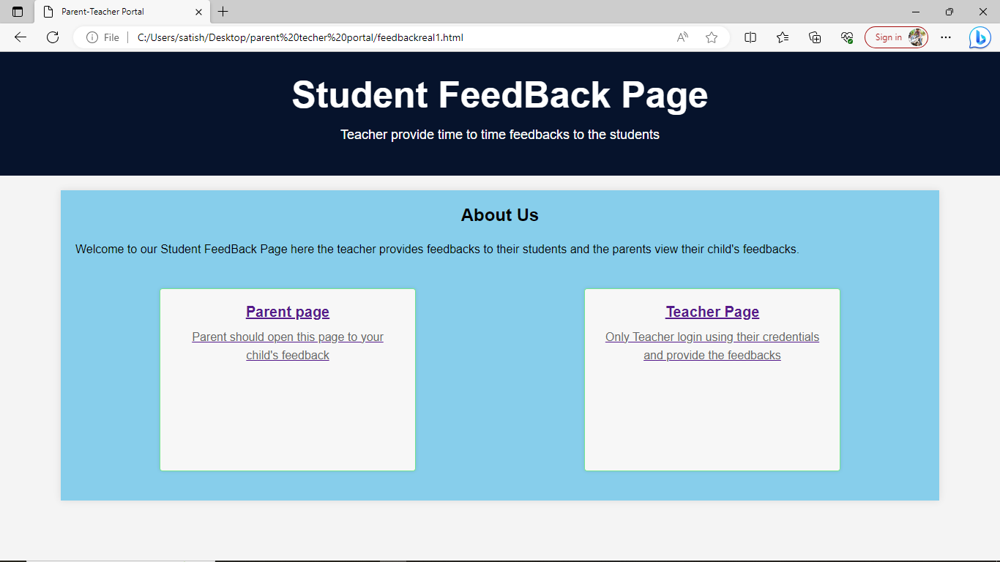 Parent-Teacher Portal
File
C:/Users/satish/Desktop/parent%20techer%20portal/feedbackreal1.html
Sign in
Student FeedBack Page
Teacher provide time to time feedbacks to the students
About Us
Welcome to our Student FeedBack Page here the teacher provides feedbacks to their students and the parents view their child's feedbacks.
Parent page
Parent should open this page to your
child's feedback
Teacher Page
Only Teacher login using their credentials
and provide the feedbacks